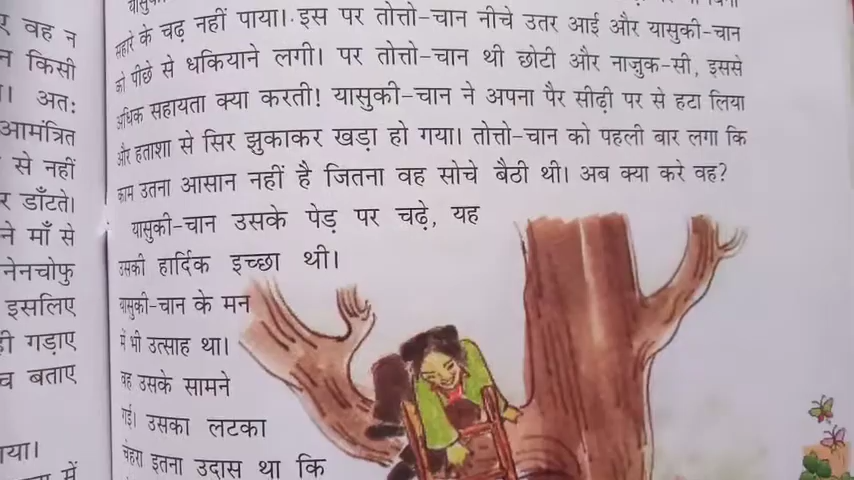 र वह न
न किसी
। अतः
आमंत्रित
से नहीं
र डाँटते।
ने माँ से
नेनचोफु
इसलिए
ही गड़ाए
व बताए
गया।
में
सहारे के चढ़ नहीं पाया। इस पर तोत्तो-चान नीचे उतर आई और यासुकी-चान
को पीछे से धकियाने लगी। पर तोत्तो-चान थी छोटी और नाज़ुक-सी, इससे
अधिक सहायता क्या करती! यासुकी-चान ने अपना पैर सीढ़ी पर से हटा लिया
और हताशा से सिर झुकाकर खड़ा हो गया। तोत्तो-चान को पहली बार लगा कि
काम उतना आसान नहीं है जितना वह सोचे बैठी थी। अब क्या करे वह?
यासुकी-चान उसके पेड़ पर चढ़े, यह
उसकी हार्दिक इच्छा थी।
यासुकी-चान के मन
में भी उत्साह था।
वह उसके सामने
गई। उसका लटका
चेहरा इतना उदास था कि